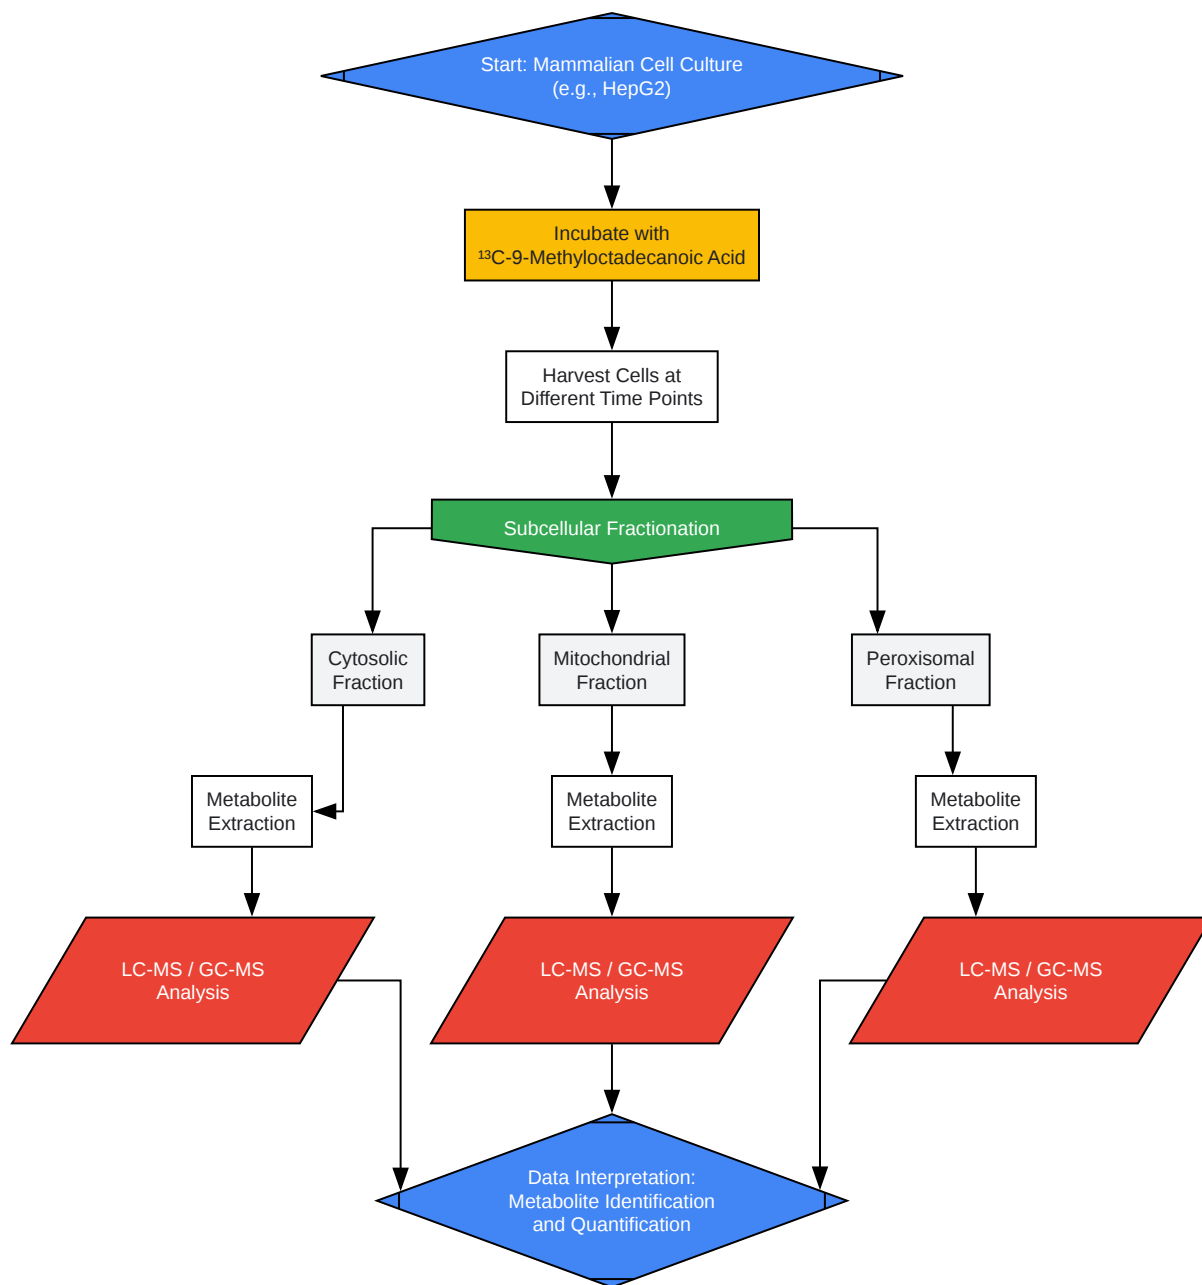 Start: Mammalian Cell Culture
(e.g., HepG2)
Incubate with
¹³C-9-Methyloctadecanoic Acid
Harvest Cells at
Different Time Points
Subcellular Fractionation
Cytosolic
Fraction
Mitochondrial
Fraction
Peroxisomal
Fraction
Metabolite
Extraction
Metabolite
Extraction
Metabolite
Extraction
LC-MS / GC-MS
Analysis
LC-MS / GC-MS
Analysis
LC-MS / GC-MS
Analysis
Data Interpretation:
Metabolite Identification
and Quantification